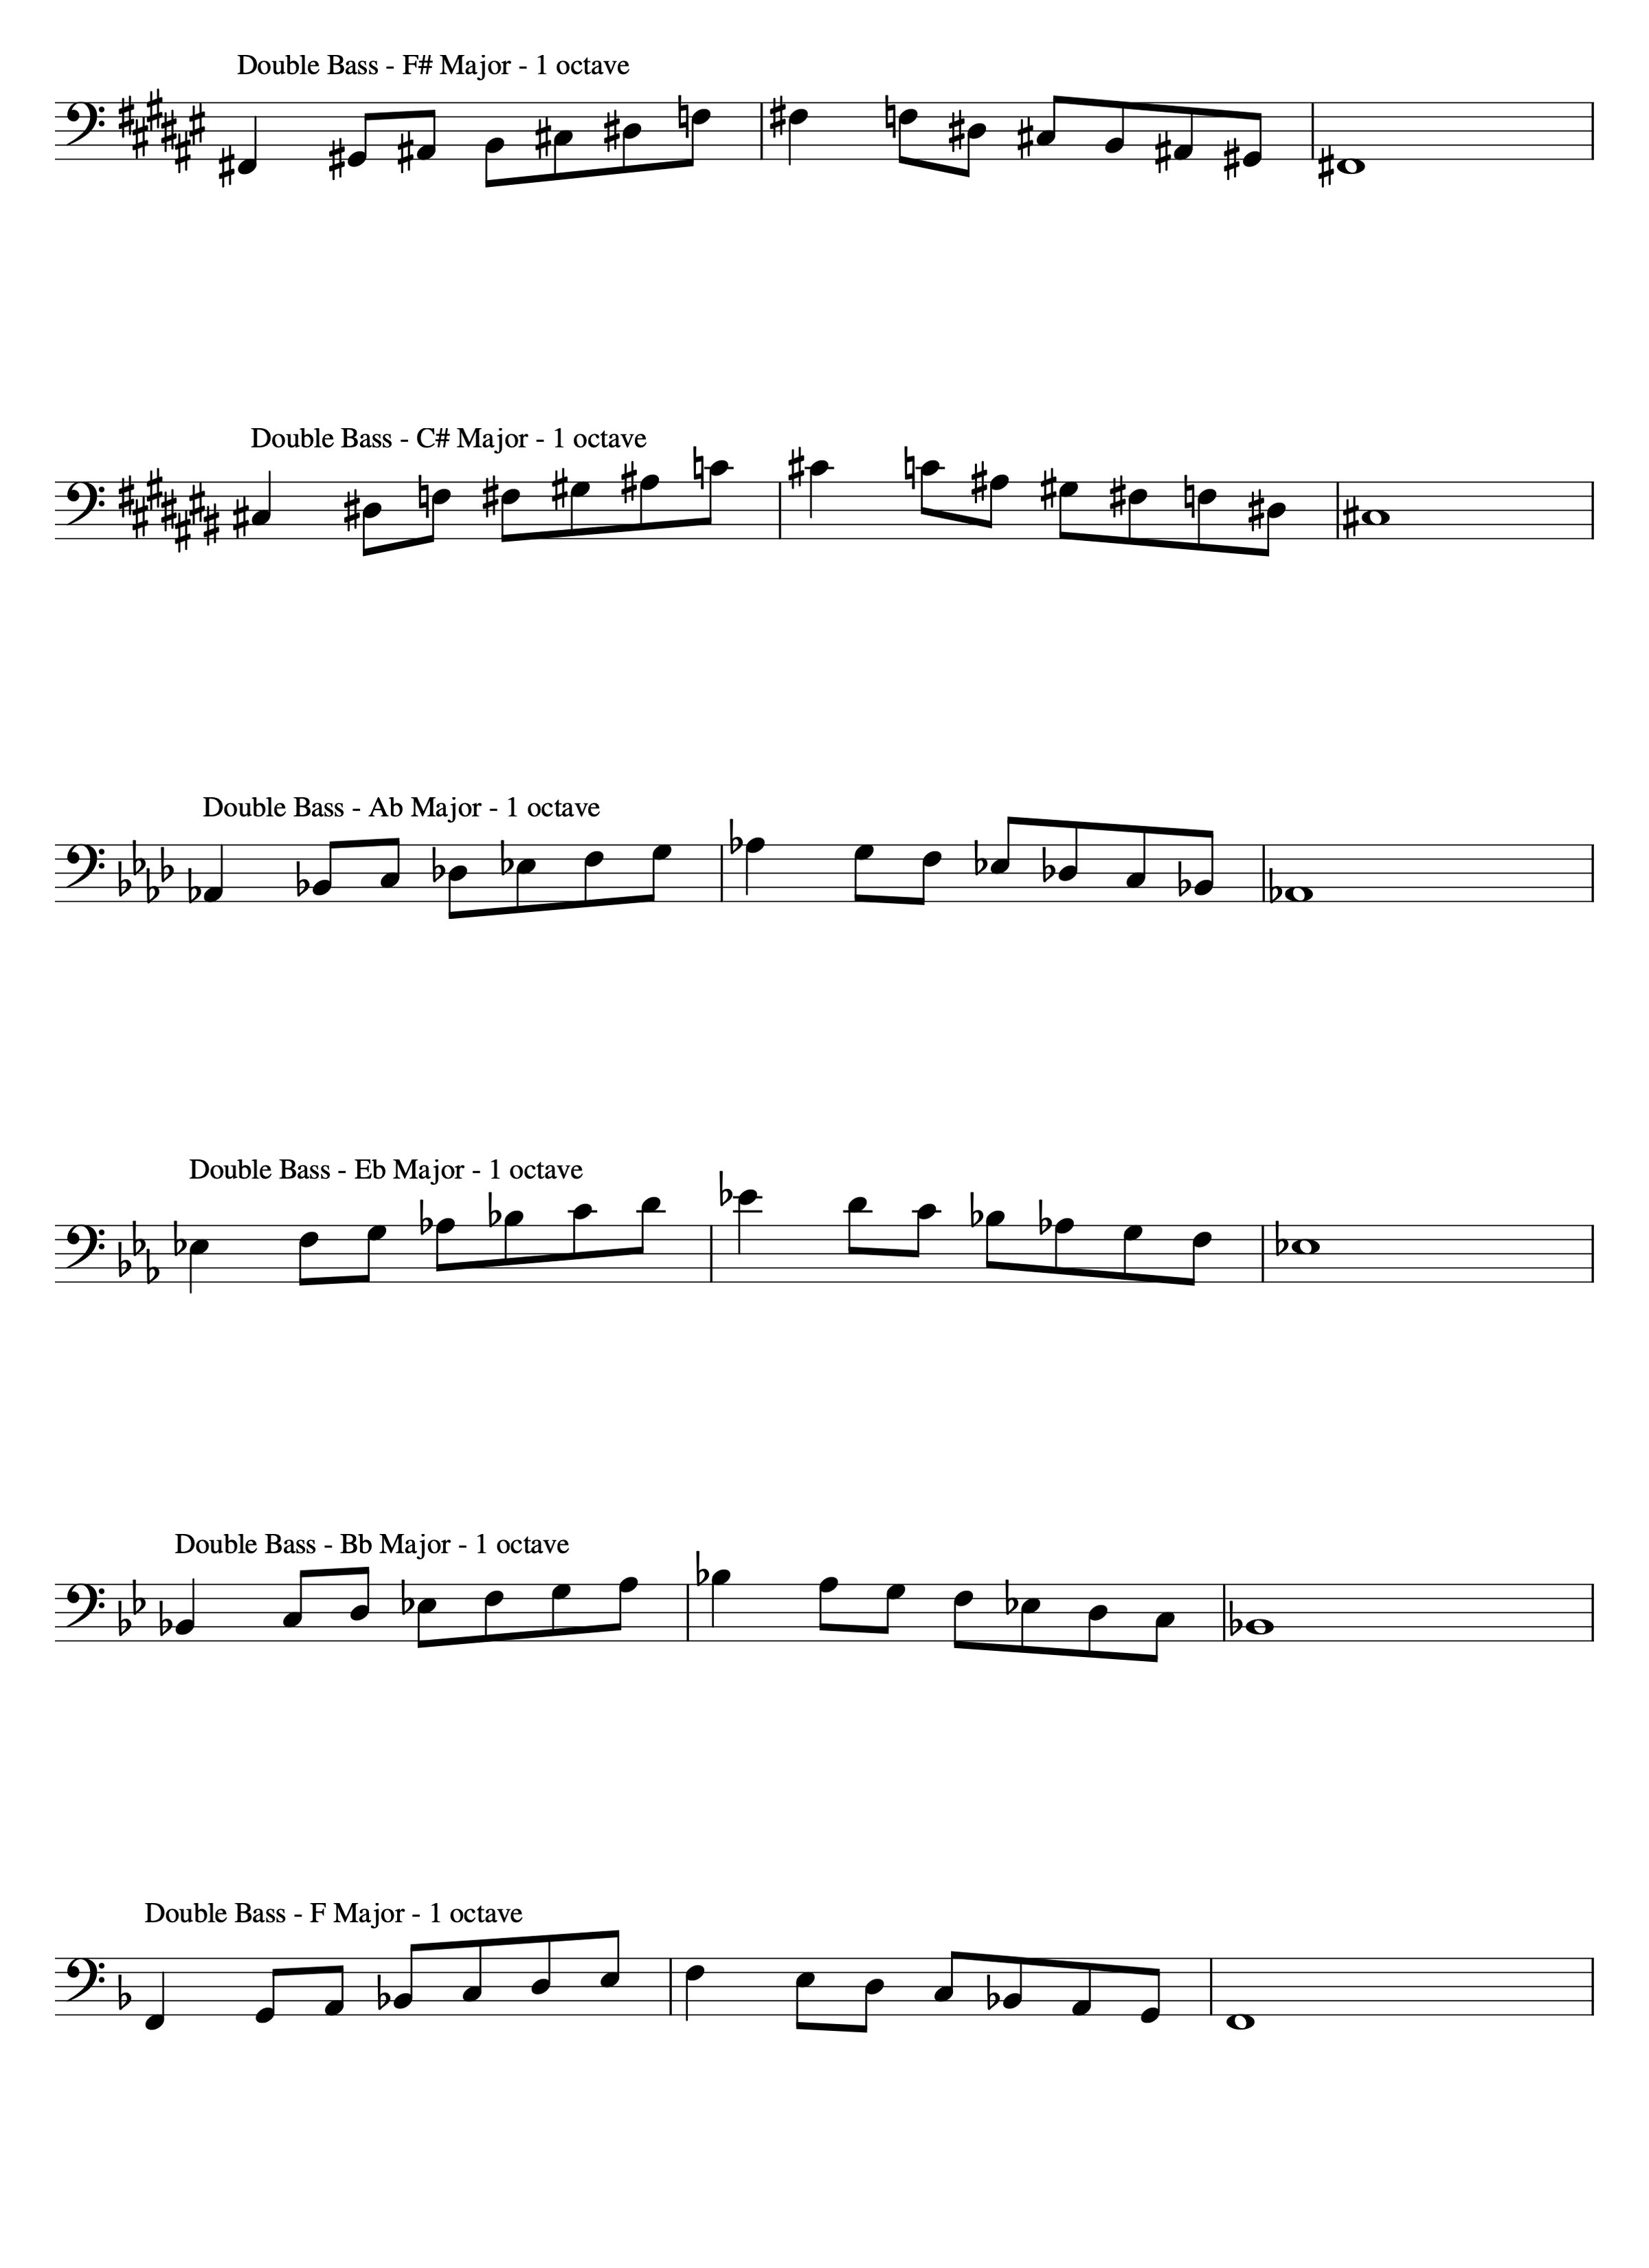 Double Bass - F# Major - 1 octave
Double Bass - C# Major - 1 octave
Double Bass - Ab Major - 1 octave
Double Bass - Eb Major - 1 octave
Double Bass - Bb Major - 1 octave
Double Bass - F Major - 1 octave